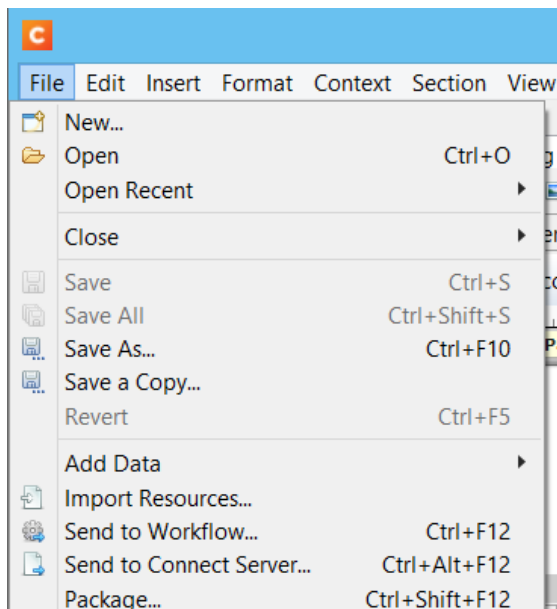 C
File Edit Insert Format Context Section View
New...
Open Ctrl+O
Open Recent
Close
Save Ctrl+S
Save All Ctrl+Shift+S
Save As... Ctrl+F10
Save a Copy...
Revert Ctrl+F5
Add Data
Import Resources...
Send to Workflow... Ctrl+F12
Send to Connect Server... Ctrl+Alt+F12
Package... Ctrl+Shift+F12